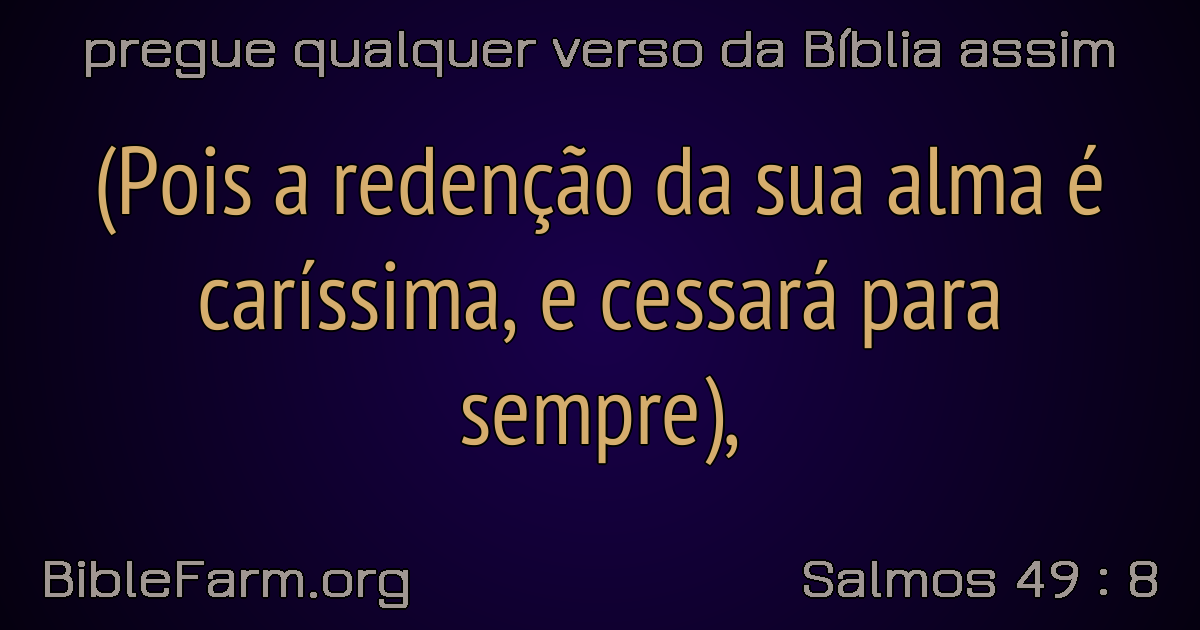 pregue qualquer verso da Bíblia assim
(Pois a redenção da sua alma é
caríssima, e cessará para
sempre),
BibleFarm.org
Salmos 49 : 8